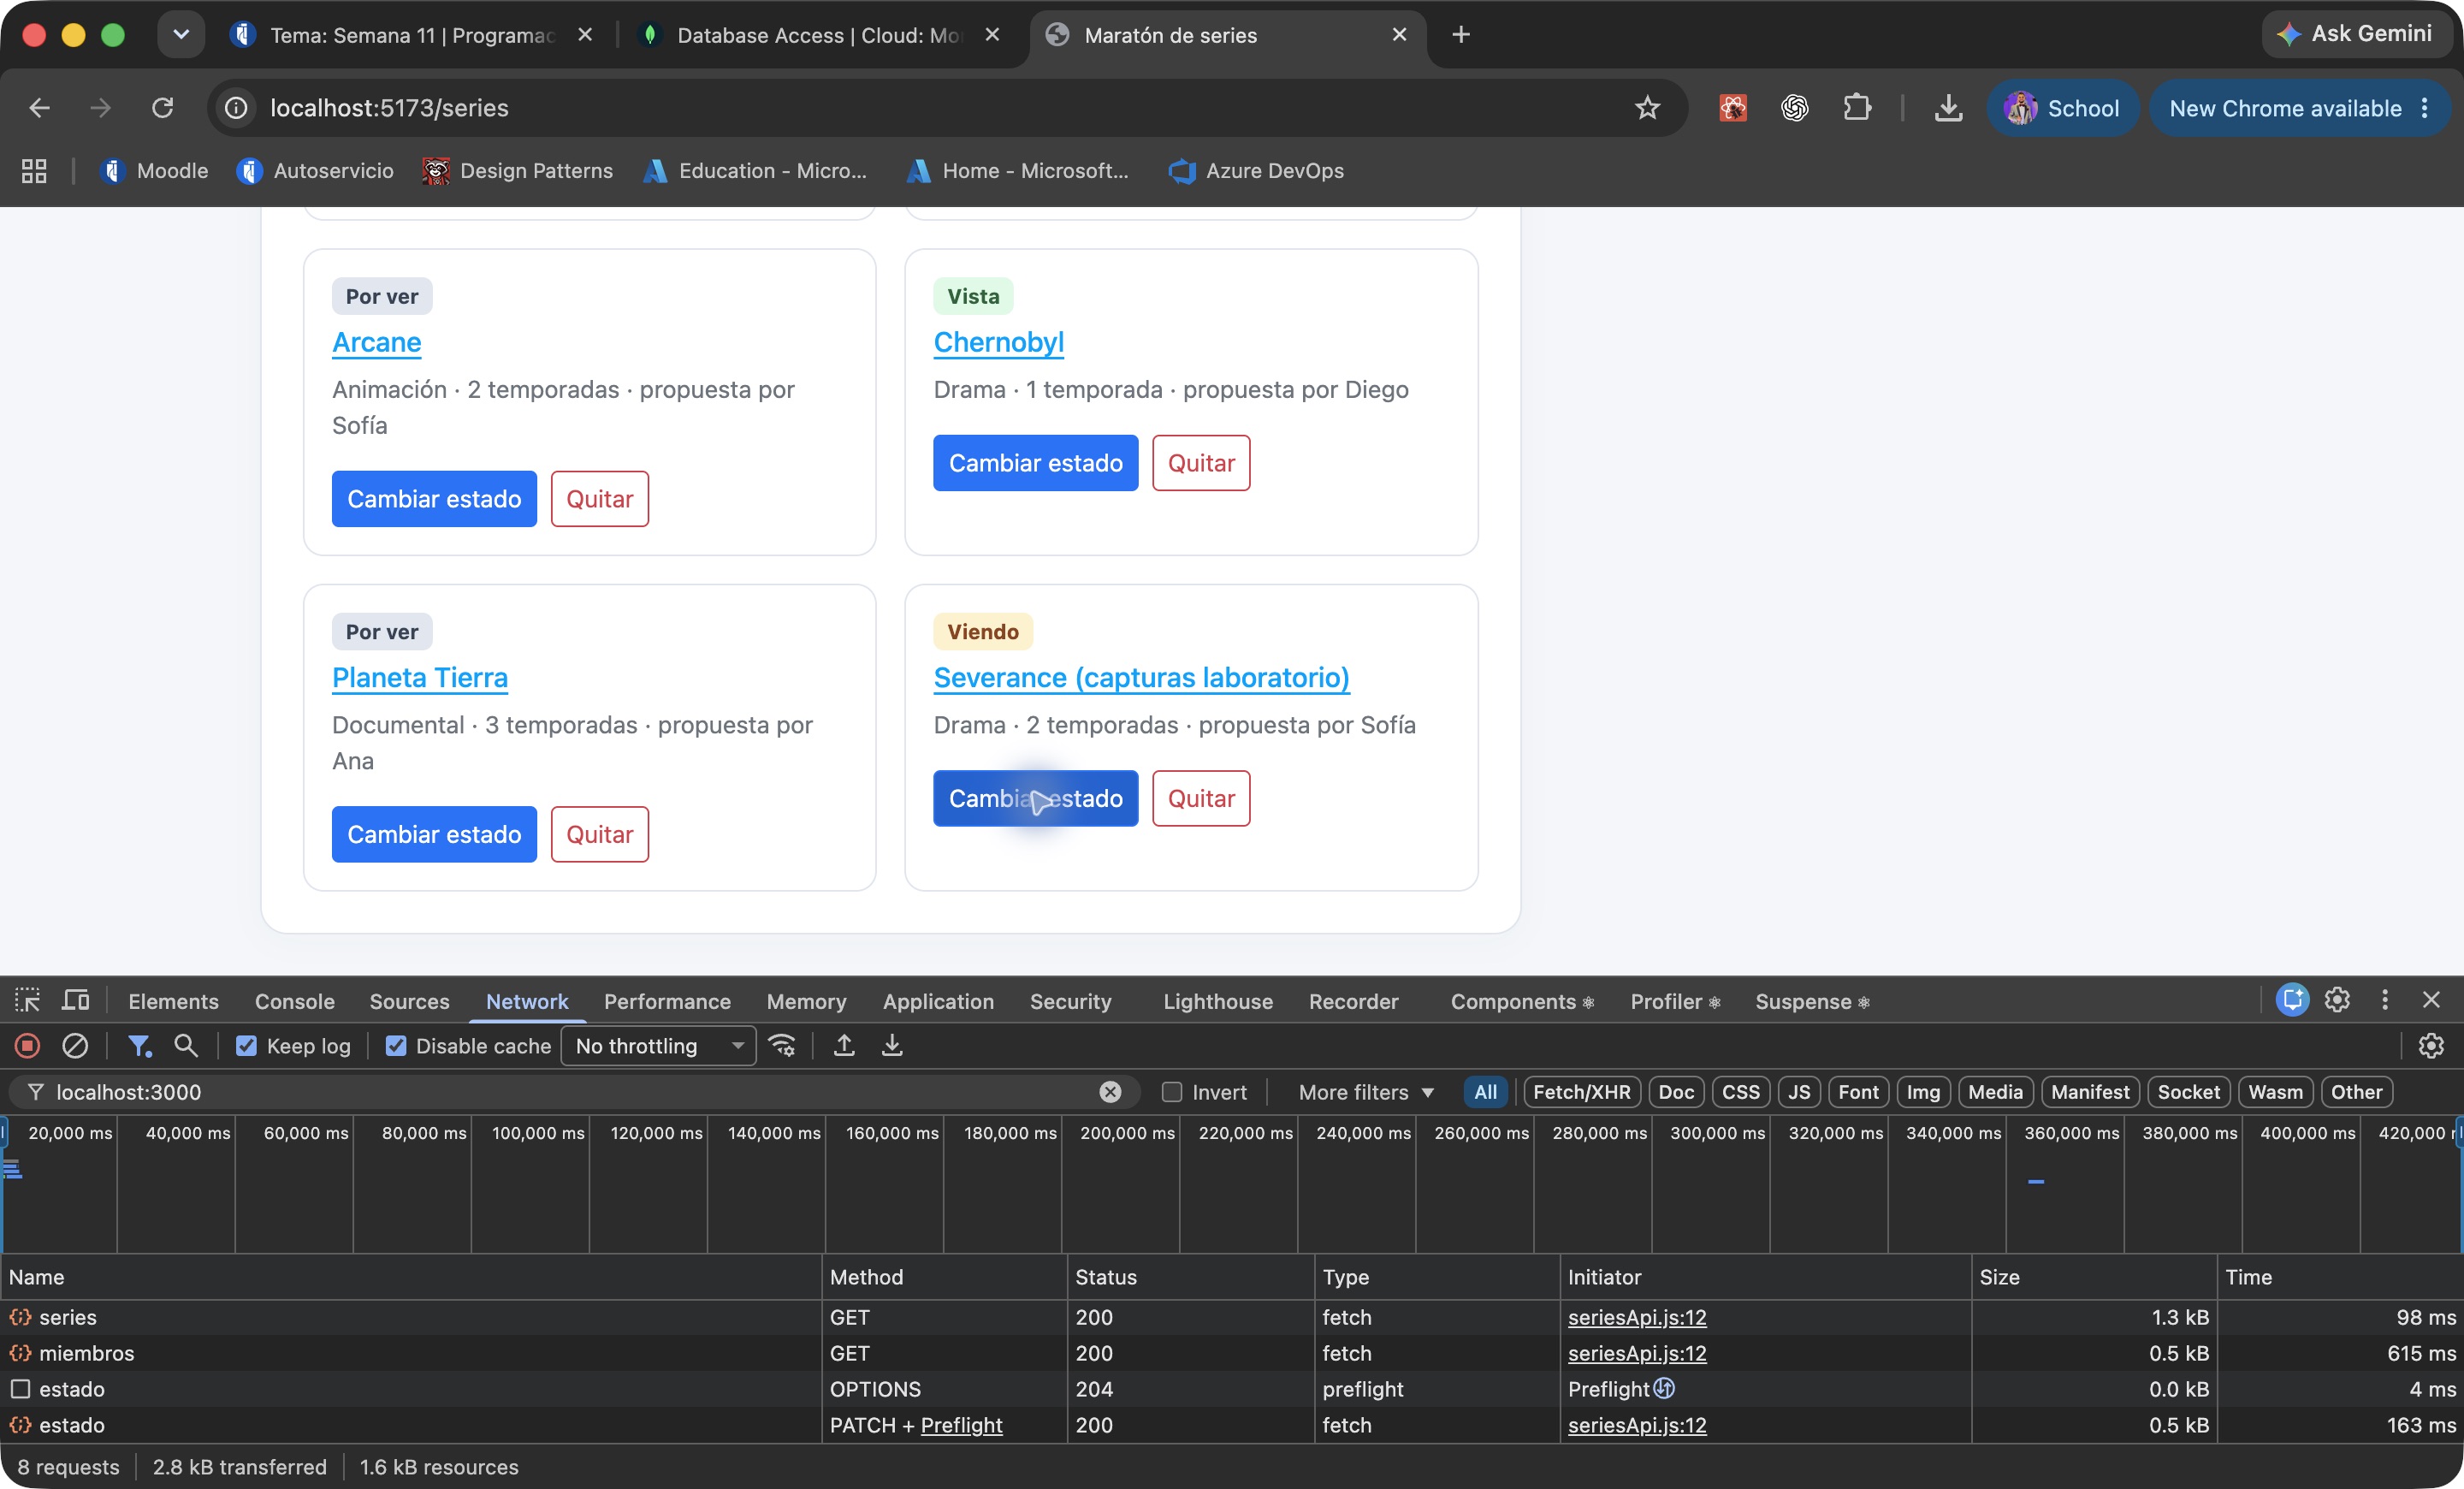 Tema: Semana 11 | Programac
Database Access | Cloud: Mo
Maratón de series
Ask Gemini
localhost:5173/series
School
New Chrome available
Moodle
Autoservicio
Design Patterns
Education - Micro...
Home - Microsoft...
Azure DevOps
Por ver
Arcane
Animación · 2 temporadas · propuesta por
Sofía
Cambiar estado
Quitar
Vista
Chernobyl
Drama · 1 temporada · propuesta por Diego
Cambiar estado
Quitar
Por ver
Planeta Tierra
Documental · 3 temporadas · propuesta por
Ana
Cambiar estado
Quitar
Viendo
Severance (capturas laboratorio)
Drama · 2 temporadas · propuesta por Sofía
Cambiar estado
Quitar
Elements Console Sources Network Performance Memory Application Security Lighthouse Recorder Components Profiler Suspense
Keep log Disable cache No throttling
localhost:3000 Invert More filters All Fetch/XHR Doc CSS JS Font Img Media Manifest Socket Wasm Other
20,000 ms 40,000 ms 60,000 ms 80,000 ms 100,000 ms 120,000 ms 140,000 ms 160,000 ms 180,000 ms 200,000 ms 220,000 ms 240,000 ms 260,000 ms 280,000 ms 300,000 ms 320,000 ms 340,000 ms 360,000 ms 380,000 ms 400,000 ms 420,000
Name Method Status Type Initiator Size Time
series GET 200 fetch seriesApi.js:12 1.3 kB 98 ms
miembros GET 200 fetch seriesApi.js:12 0.5 kB 615 ms
estado OPTIONS 204 preflight Preflight 0.0 kB 4 ms
estado PATCH + Preflight 200 fetch seriesApi.js:12 0.5 kB 163 ms
8 requests 2.8 kB transferred 1.6 kB resources